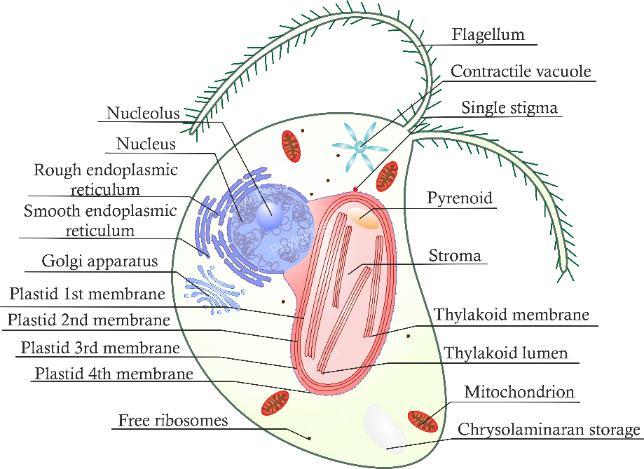 Flagellum
Contractile vacuole
Single stigma
Nucleolus
Nucleus
Rough endoplasmic
reticulum
Smooth endoplasmic
reticulum
Golgi apparatus
Plastid 1st membrane
Plastid 2nd membrane
Plastid 3rd membrane
Plastid 4th membrane
Free ribosomes
Pyrenoid
Stroma
Thylakoid membrane
Thylakoid lumen
Mitochondrion
Chrysolaminaran storage